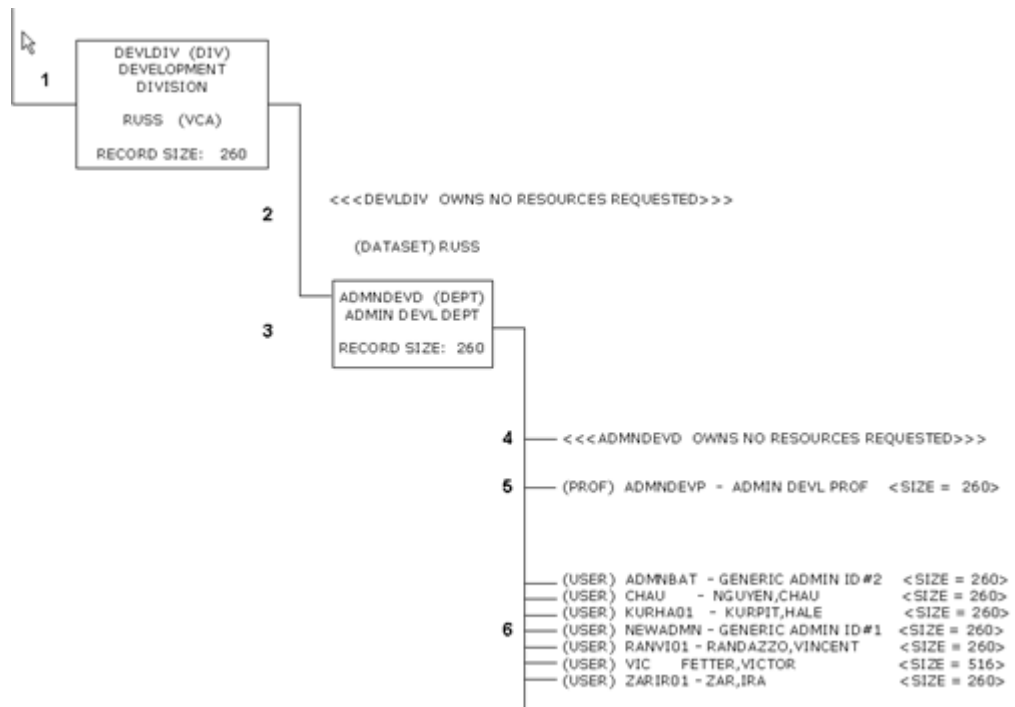 1
DEVLDIV (DIV)
DEVELOPMENT
DIVISION
RUSS (VCA)
RECORD SIZE: 260
2
<<<DEVLDIV OWNS NO RESOURCES REQUESTED>>>
(DATASET) RUSS
3
ADMNDEVD (DEPT)
ADMIN DEVL DEPT
RECORD SIZE: 260
4 <<<ADMNDEVD OWNS NO RESOURCES REQUESTED>>>
5 (PROF) ADMNDEVP - ADMIN DEVL PROF <SIZE = 260>
6
(USER) ADMNBAT - GENERIC ADMIN ID#2 <SIZE = 260>
(USER) CHAU - NGUYEN,CHAU <SIZE = 260>
(USER) KURHA01 - KURPIT,HALE <SIZE = 260>
(USER) NEWADMN - GENERIC ADMIN ID#1 <SIZE = 260>
(USER) RANVI01 - RANDAZZO,VINCENT <SIZE = 260>
(USER) VIC FETTER,VICTOR <SIZE = 516>
(USER) ZARIR01 - ZAR,IRA <SIZE = 260>